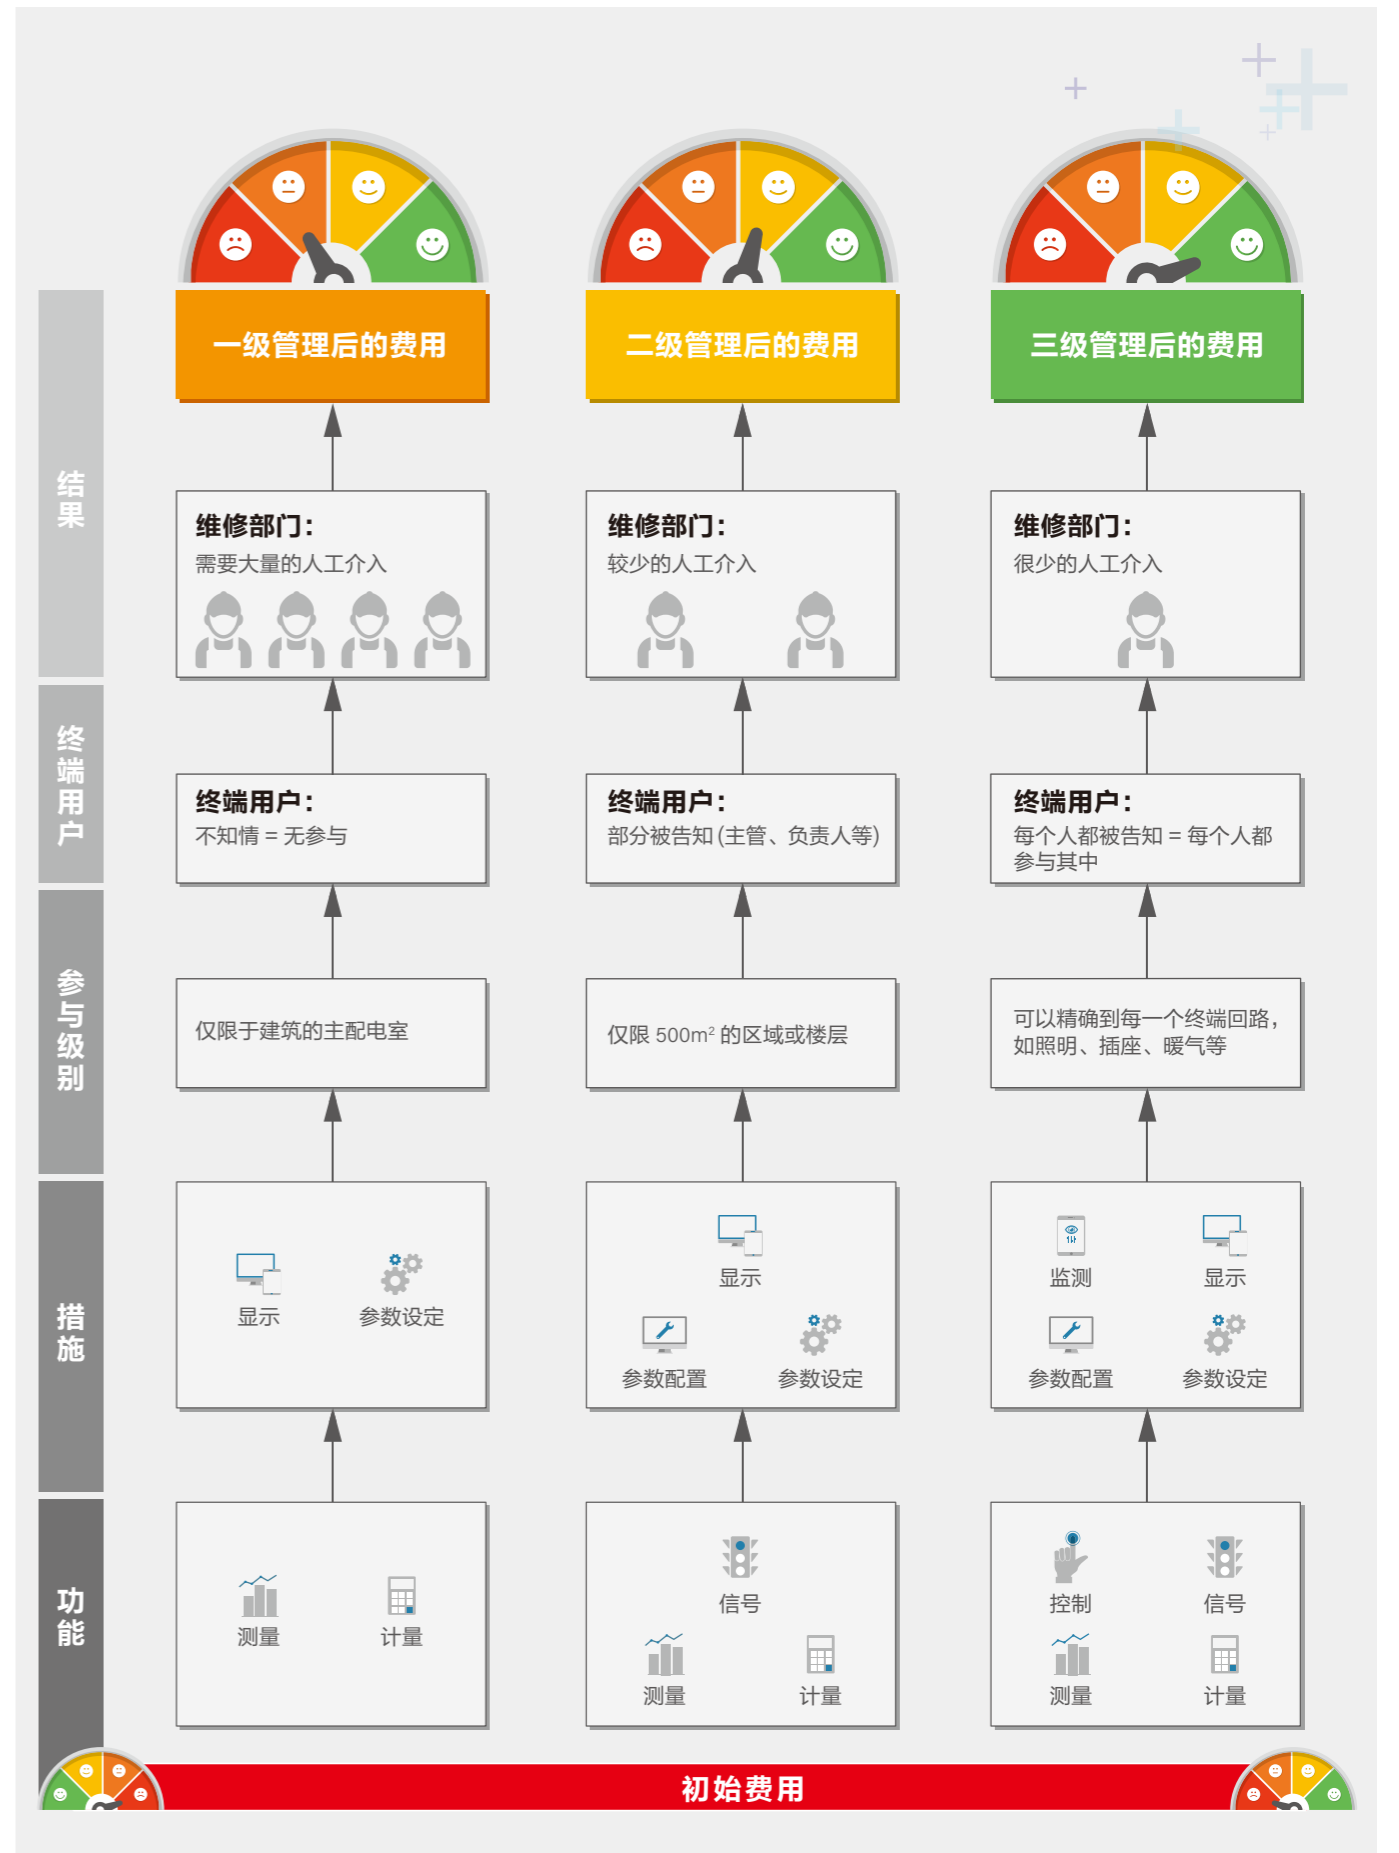 一级管理后的费用
二级管理后的费用
三级管理后的费用
结果
维修部门：
需要大量的人工介入
维修部门：
较少的人工介入
维修部门：
很少的人工介入
终端用户
终端用户：
不知情 = 无参与
终端用户：
部分被告知 (主管、负责人等)
终端用户：
每个人都被告知 = 每个人都
参与其中
参与级别
仅限于建筑的主配电室
仅限 500m² 的区域或楼层
可以精确到每一个终端回路，
如照明、插座、暖气等
措施
显示
参数设定
显示
参数配置
参数设定
监测
显示
参数配置
参数设定
功能
测量
计量
信号
测量
计量
控制
信号
测量
计量
初始费用